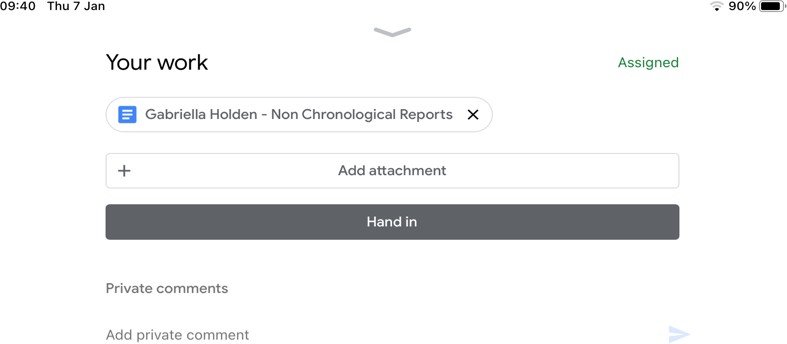 09:40 Thu 7 Jan 90%
Your work Assigned
Gabriella Holden - Non Chronological Reports
Add attachment
Hand in
Private comments
Add private comment